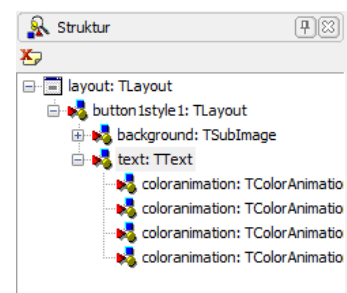 Struktur
layout: TLayout
button1style1: TLayout
background: TSubImage
text: TText
coloranimation: TColorAnimatio
coloranimation: TColorAnimatio
coloranimation: TColorAnimatio
coloranimation: TColorAnimatio